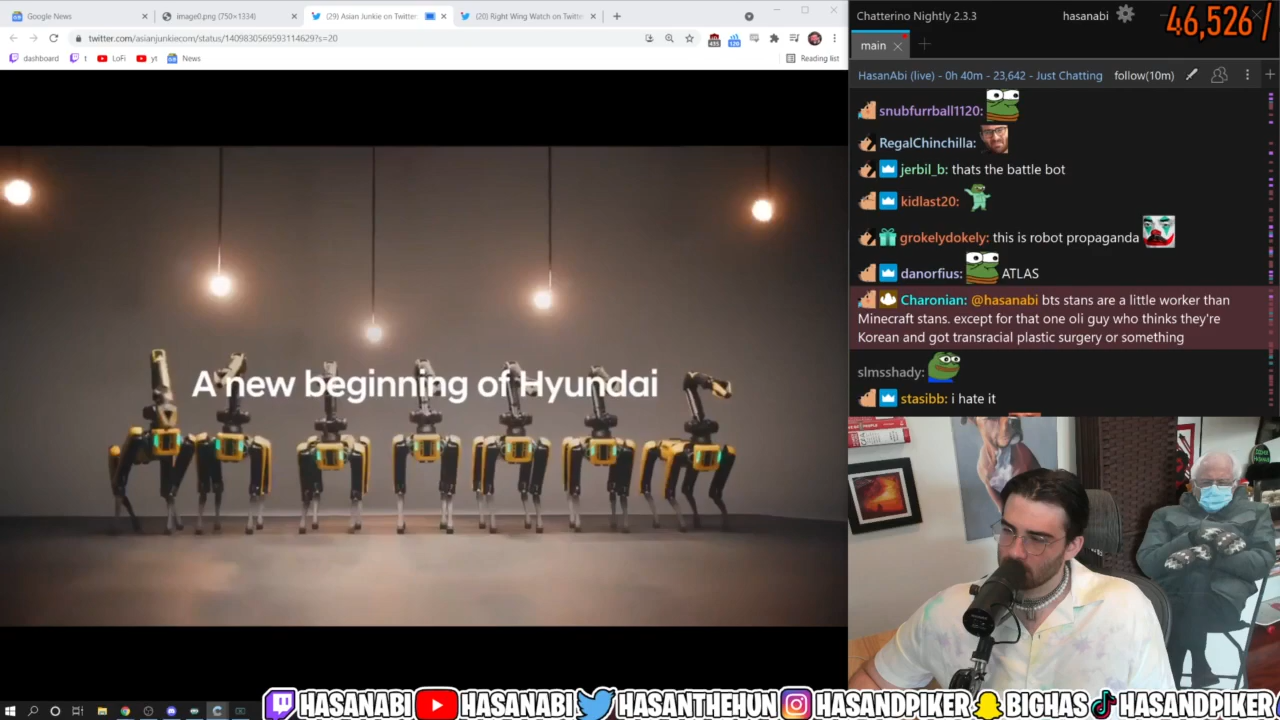 Google News
image0.png (750×1334)
(29) Asian Junkie on Twitter
(20) Right Wing Watch on Twitt
twitter.com/asianjunkiecom/status/1409830569593114629?s=20
dashboard
t
LoFi
yt
News
Reading list
A new beginning of Hyundai
Chatterino Nightly 2.3.3
hasanabi
46,526 /
main
HasanAbi (live) - 0h 40m - 23,642 - Just Chatting
follow(10m)
snubfurrball1120:
RegalChinchilla:
jerbil_b: thats the battle bot
kidlast20:
grokelydokely: this is robot propaganda
danorfius: ATLAS
Charonian: @hasanabi bts stans are a little worker than
Minecraft stans. except for that one oli guy who thinks they're
Korean and got transracial plastic surgery or something
slmsshady:
stasibb: i hate it
HASANABI
HASANABI
HASANTHEHUN
HASANDPIKER
BIGHAS
HASANDPIKER